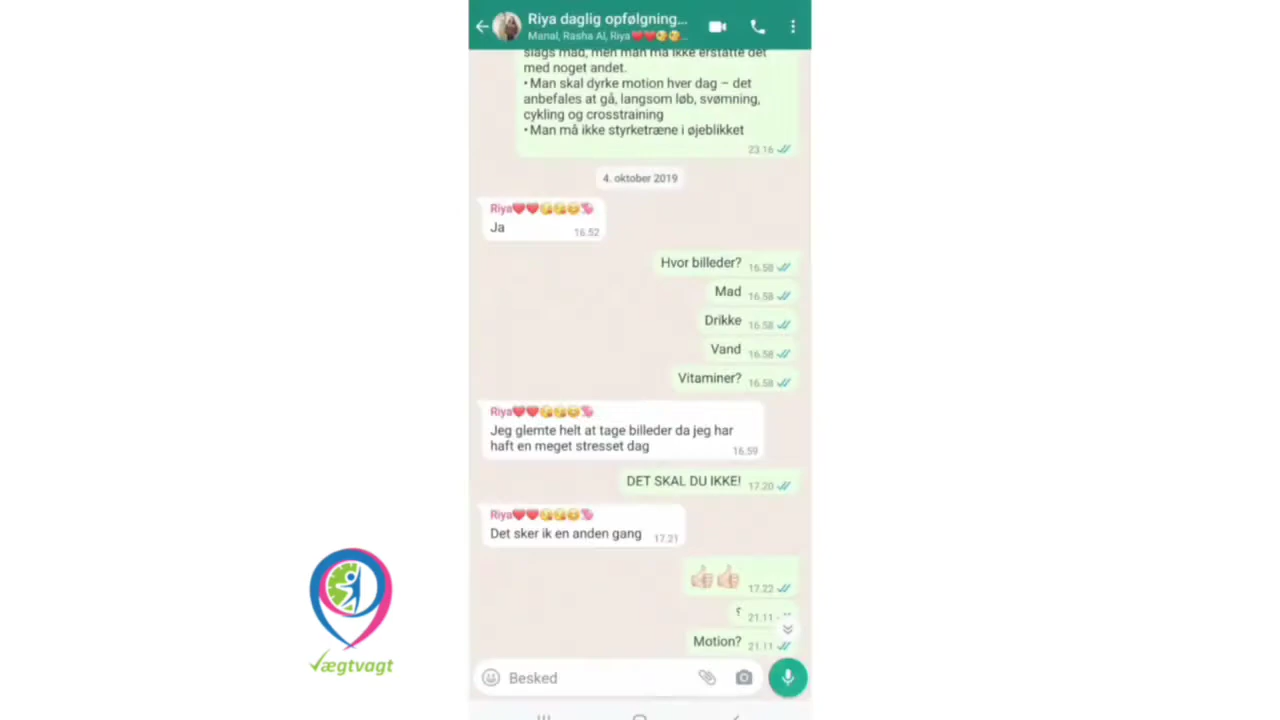 Riya daglig opfølgning...
Manal, Rasha Al, Riya❤️❤️😘😘...
slags mad, men man må ikke erstatte det
med noget andet.
• Man skal dyrke motion hver dag – det
anbefales at gå, langsom løb, svømning,
cykling og crosstraining
• Man må ikke styrketræne i øjeblikket
23.16
4. oktober 2019
Riya❤️❤️😘😘😊💘
Ja
16.52
Hvor billeder? 16.58
Mad 16.58
Drikke 16.58
Vand 16.58
Vitaminer? 16.58
Riya❤️❤️😘😘😊💘
Jeg glemte helt at tage billeder da jeg har
haft en meget stresset dag
16.59
DET SKAL DU IKKE! 17.20
Riya❤️❤️😘😘😊💘
Det sker ik en anden gang 17.21
👍🏻👍🏻 17.22
؟ 21.11
Motion? 21.11
Besked
Vægtvagt